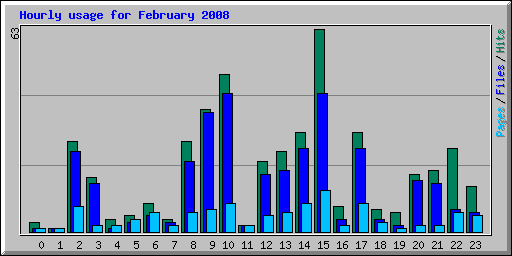 Hourly usage for February 2008
63
Pages/Files/Hits
0 1 2 3 4 5 6 7 8 9 10 11 12 13 14 15 16 17 18 19 20 21 22 23